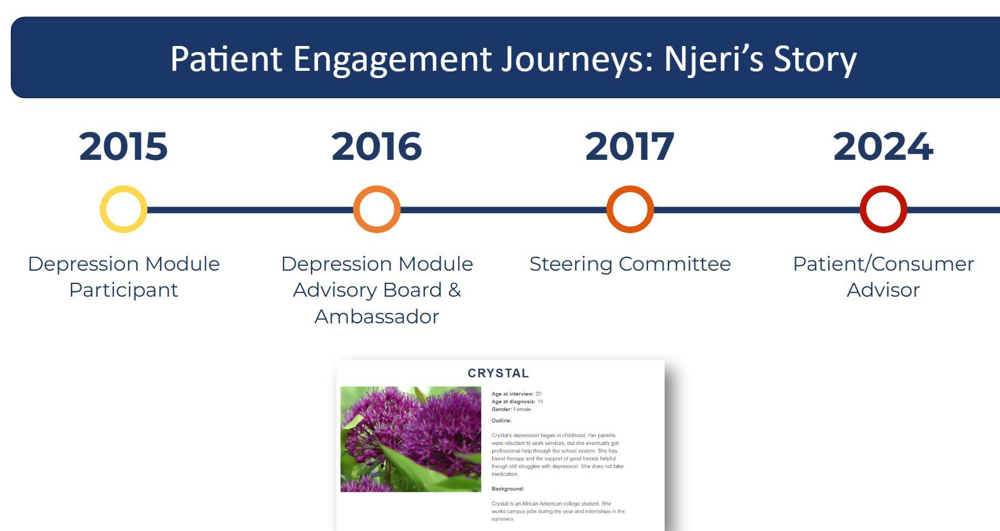 Patient Engagement Journeys: Njeri’s Story
2015
2016
2017
2024
Depression Module
Participant
Depression Module
Advisory Board &
Ambassador
Steering Committee
Patient/Consumer
Advisor
CRYSTAL
Age at interview: 20
Age at diagnosis: 15
Gender: Female
Outline:
Crystal's depression began in childhood. Her parents
were reluctant to seek services, but she eventually got
professional help through the school system. She has
found therapy and the support of good friends helpful,
though still struggles with depression. She does not take
medication.
Background:
Crystal is an African American college student. She
works campus jobs during the year and internships in the
summers.